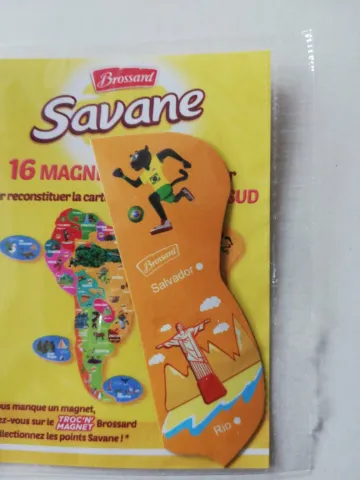 Brossard
Savane
16 MAGN
r reconstituer la cart
SUD
Brossard
Salvador
Rio
ous manque un magnet,
ez-vous sur le TROC'N' MAGNET Brossard
llectionnez les points Savane ! *